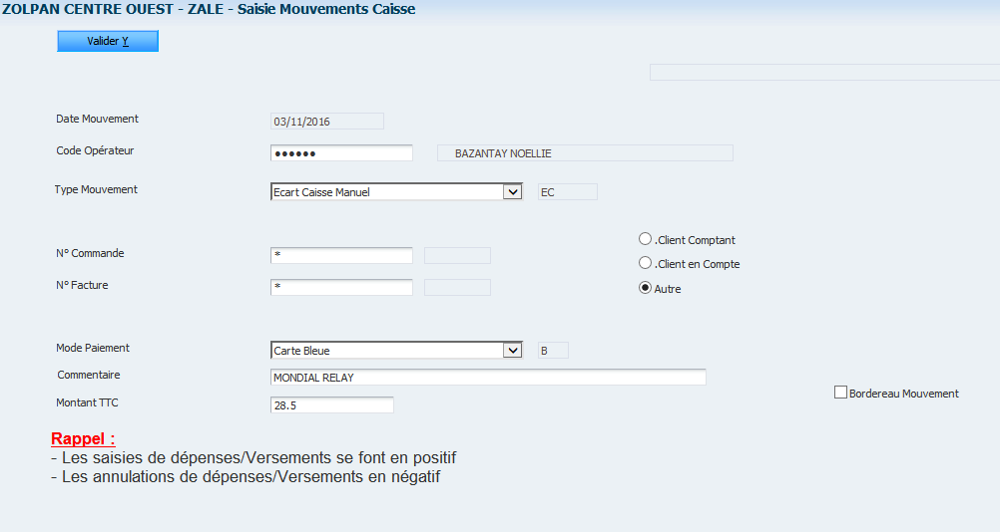 ZOLPAN CENTRE OUEST - ZALE - Saisie Mouvements Caisse
Valider Y
Date Mouvement 03/11/2016
Code Opérateur •••••• BAZANTAY NOELLIE
Type Mouvement Ecart Caisse Manuel EC
.Client Comptant
N° Commande *
.Client en Compte
N° Facture * Autre
Mode Paiement Carte Bleue B
Commentaire MONDIAL RELAY
Bordereau Mouvement
Montant TTC 28.5
Rappel :
- Les saisies de dépenses/Versements se font en positif
- Les annulations de dépenses/Versements en négatif